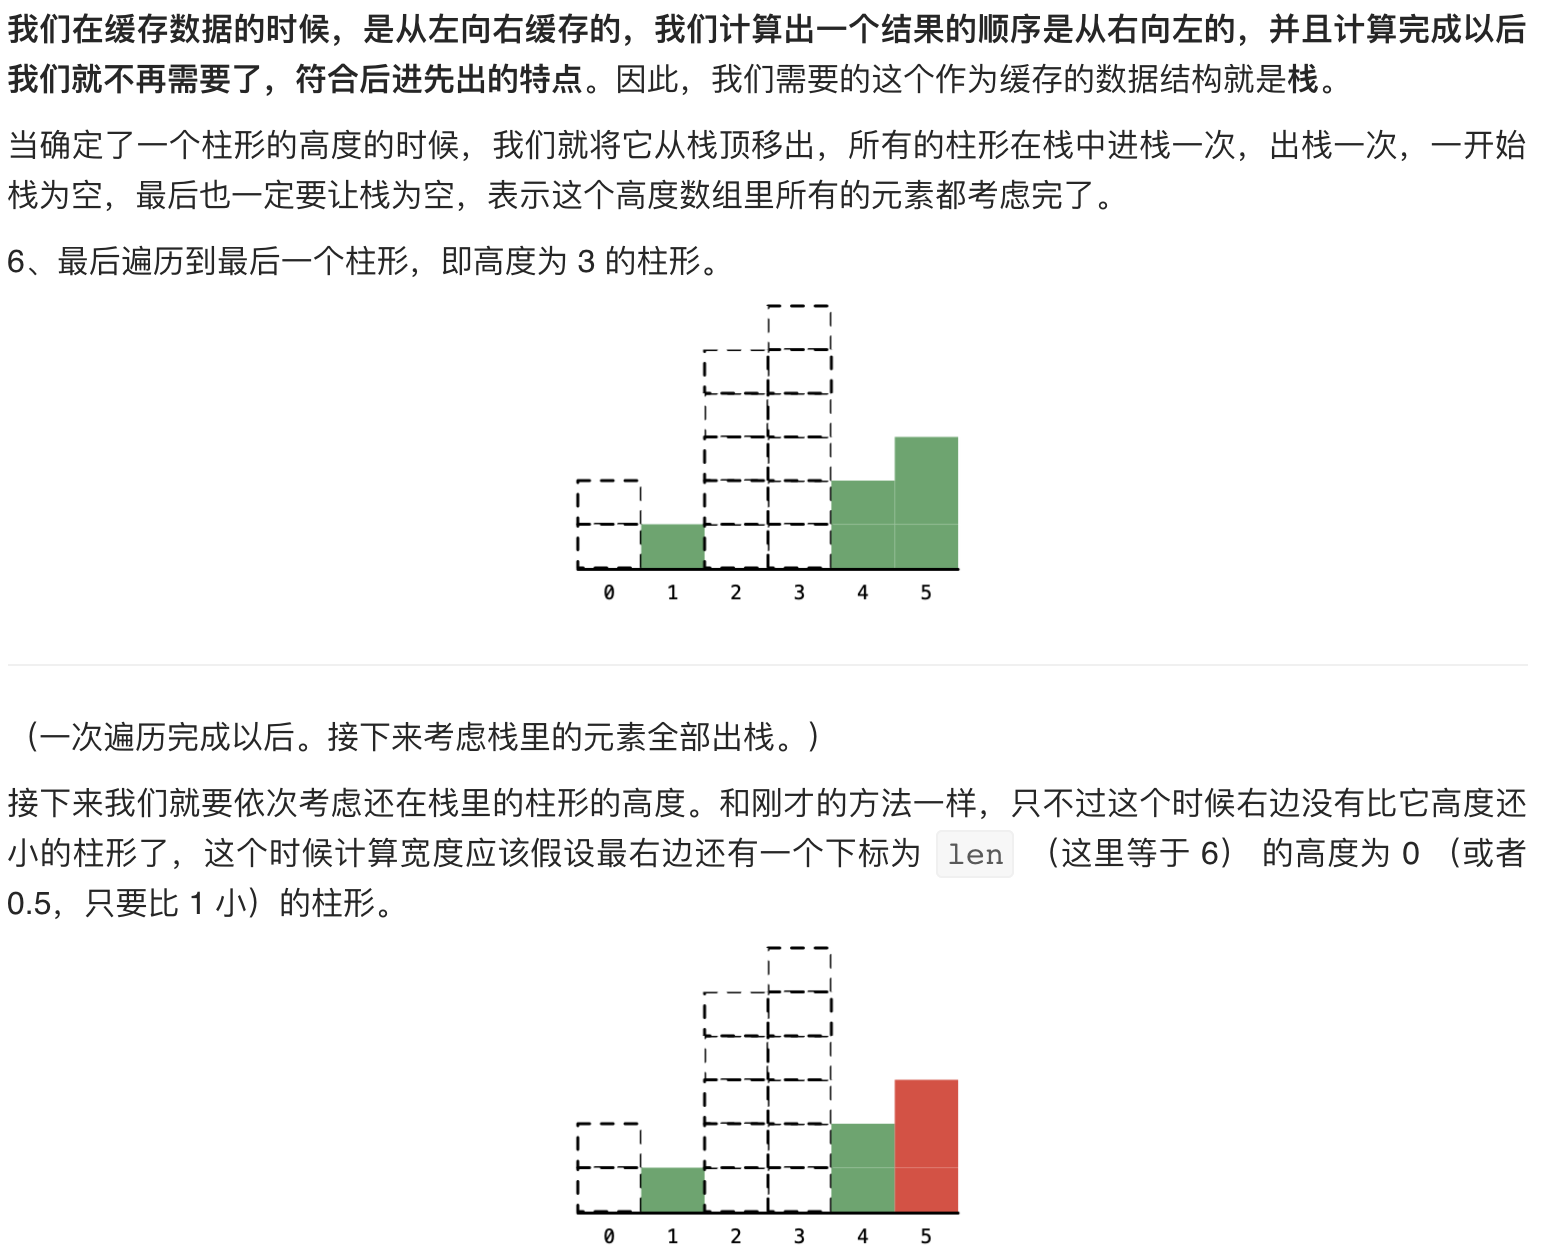 我们在缓存数据的时候，是从左向右缓存的，我们计算出一个结果的顺序是从右向左的，并且计算完成以后
我们就不再需要了，符合后进先出的特点。因此，我们需要的这个作为缓存的数据结构就是栈。
当确定了一个柱形的高度的时候，我们就将它从栈顶移出，所有的柱形在栈中进栈一次，出栈一次，一开始
栈为空，最后也一定要让栈为空，表示这个高度数组里所有的元素都考虑完了。
6、最后遍历到最后一个柱形，即高度为 3 的柱形。
0 1 2 3 4 5
（一次遍历完成以后。接下来考虑栈里的元素全部出栈。）
接下来我们就要依次考虑还在栈里的柱形的高度。和刚才的方法一样，只不过这个时候右边没有比它高度还
小的柱形了，这个时候计算宽度应该假设最右边还有一个下标为 len （这里等于 6） 的高度为 0 （或者
0.5，只要比 1 小）的柱形。
0 1 2 3 4 5